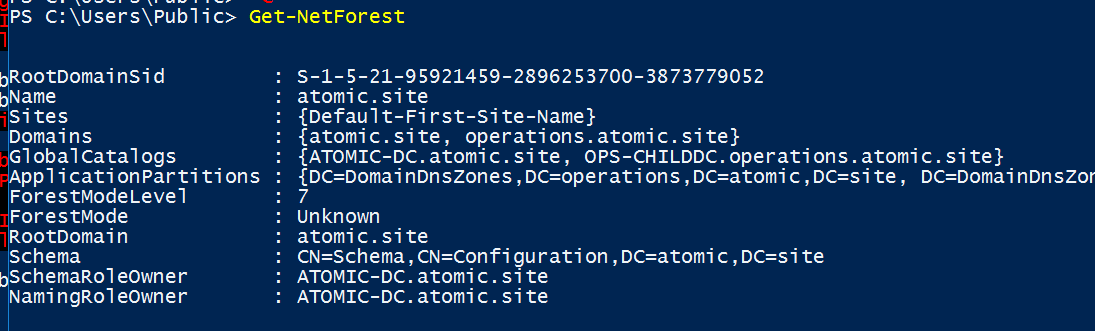 PS C:\Users\Public> Get-NetForest
RootDomainSid : S-1-5-21-95921459-2896253700-3873779052
Name : atomic.site
Sites : {Default-First-Site-Name}
Domains : {atomic.site, operations.atomic.site}
GlobalCatalogs : {ATOMIC-DC.atomic.site, OPS-CHILDDC.operations.atomic.site}
ApplicationPartitions : {DC=DomainDnsZones,DC=operations,DC=atomic,DC=site, DC=DomainDnsZon
ForestModeLevel : 7
ForestMode : Unknown
RootDomain : atomic.site
Schema : CN=Schema,CN=Configuration,DC=atomic,DC=site
SchemaRoleOwner : ATOMIC-DC.atomic.site
NamingRoleOwner : ATOMIC-DC.atomic.site